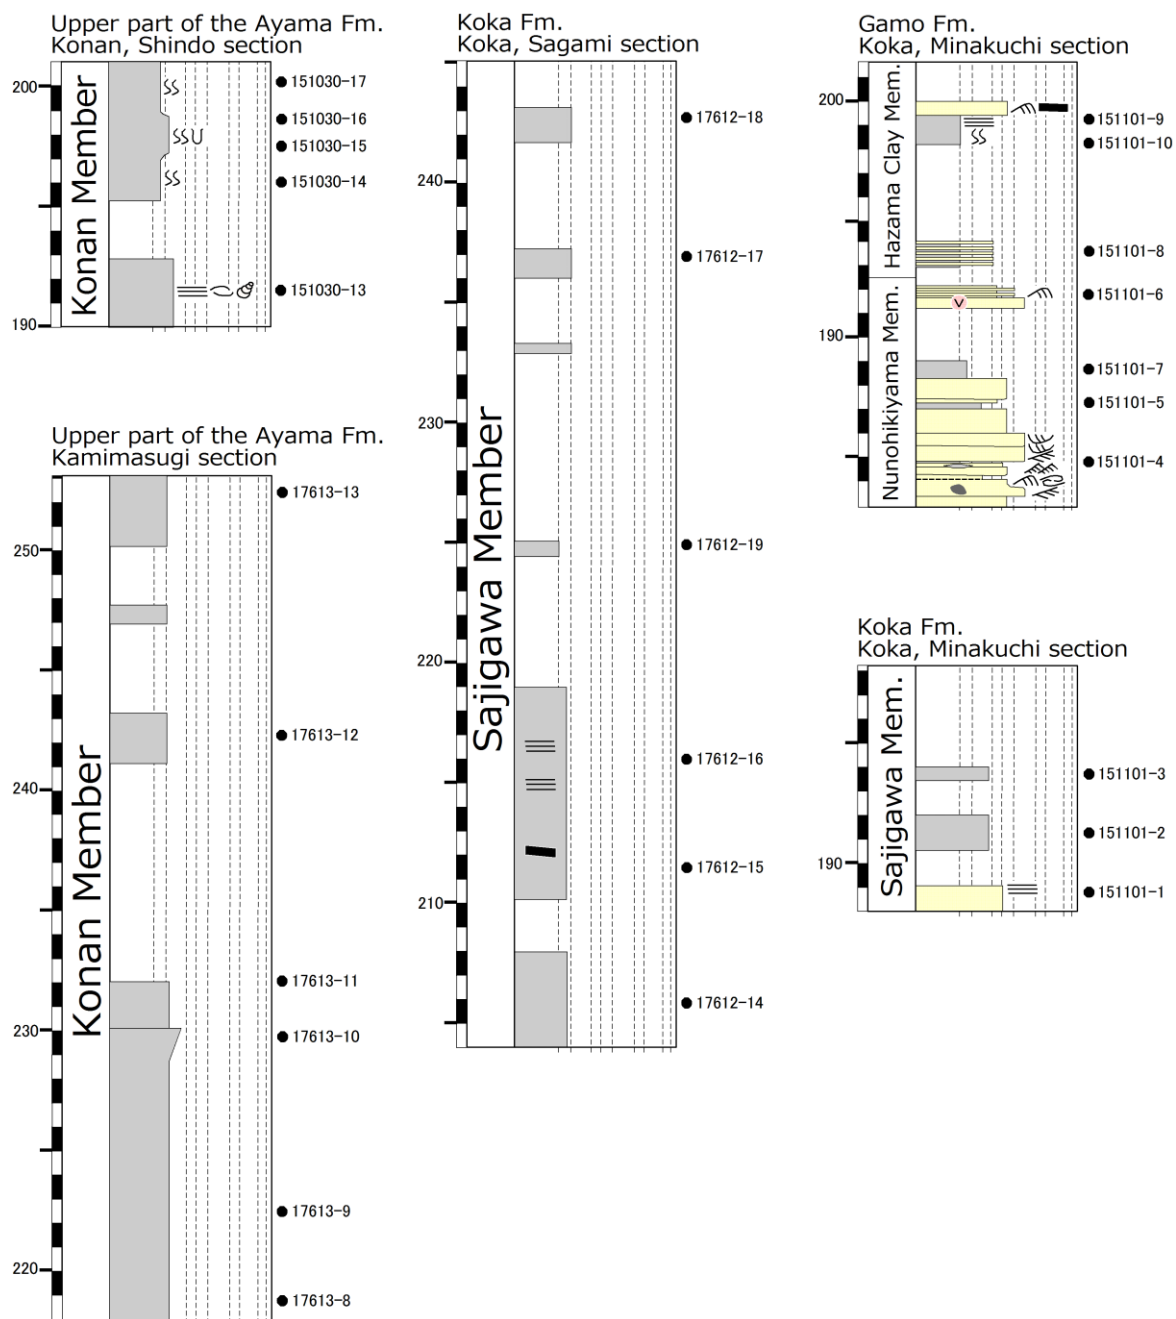 Upper part of the Ayama Fm.
Konan, Shindo section
200
190
Konan Member
151030-17
151030-16
151030-15
151030-14
151030-13
Upper part of the Ayama Fm.
Kamimasugi section
250
240
230
220
Konan Member
17613-13
17613-12
17613-11
17613-10
17613-9
17613-8
Koka Fm.
Koka, Sagami section
240
230
220
210
Sajigawa Member
17612-18
17612-17
17612-19
17612-16
17612-15
17612-14
Gamo Fm.
Koka, Minakuchi section
200
190
Hazama Clay Mem.
Nunohikiyama Mem.
v
151101-9
151101-10
151101-8
151101-6
151101-7
151101-5
151101-4
Koka Fm.
Koka, Minakuchi section
190
Sajigawa Mem.
151101-3
151101-2
151101-1